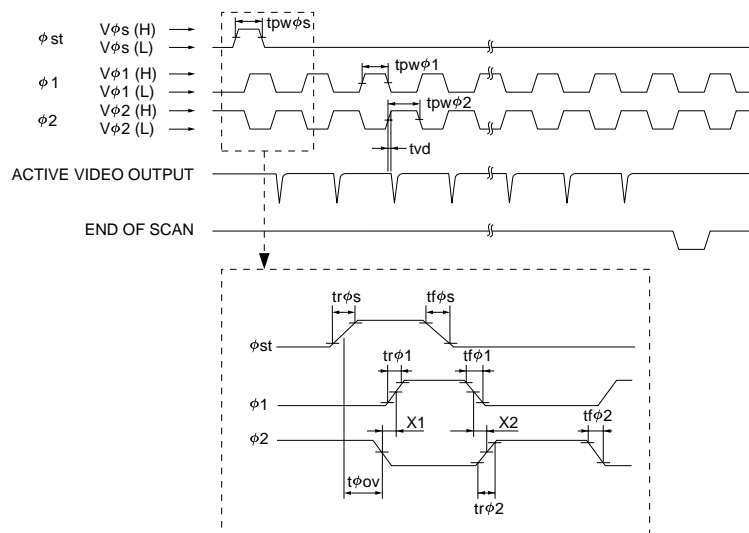 tpwφs
φst
Vφs (H)
Vφs (L)
φ1
Vφ1 (H)
Vφ1 (L)
tpwφ1
φ2
Vφ2 (H)
Vφ2 (L)
tpwφ2
tvd
ACTIVE VIDEO OUTPUT
END OF SCAN
trφs
tfφs
φst
trφ1
tfφ1
φ1
X1
X2
tfφ2
φ2
tφov
trφ2